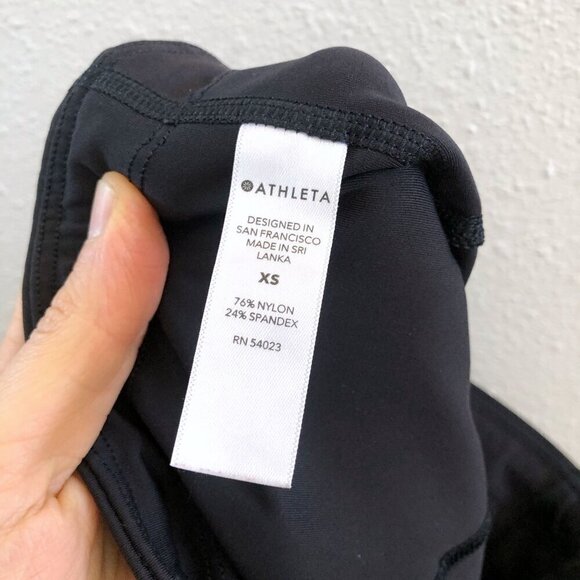 ATHLETA
DESIGNED IN
SAN FRANCISCO
MADE IN SRI
LANKA
XS
76% NYLON
24% SPANDEX
RN 54023